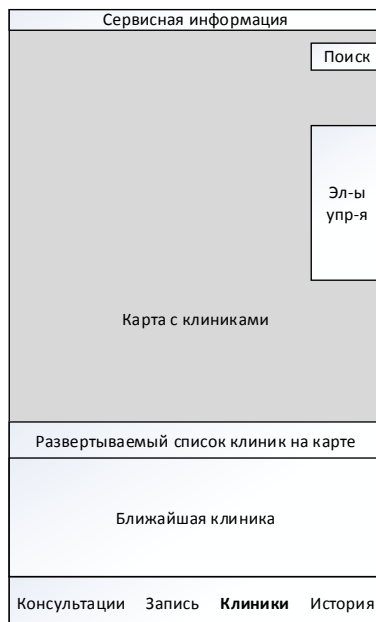 Сервисная информация
Поиск
Эл-ы
упр-я
Карта с клиниками
Развертываемый список клиник на карте
Ближайшая клиника
Консультации Запись Клиники История